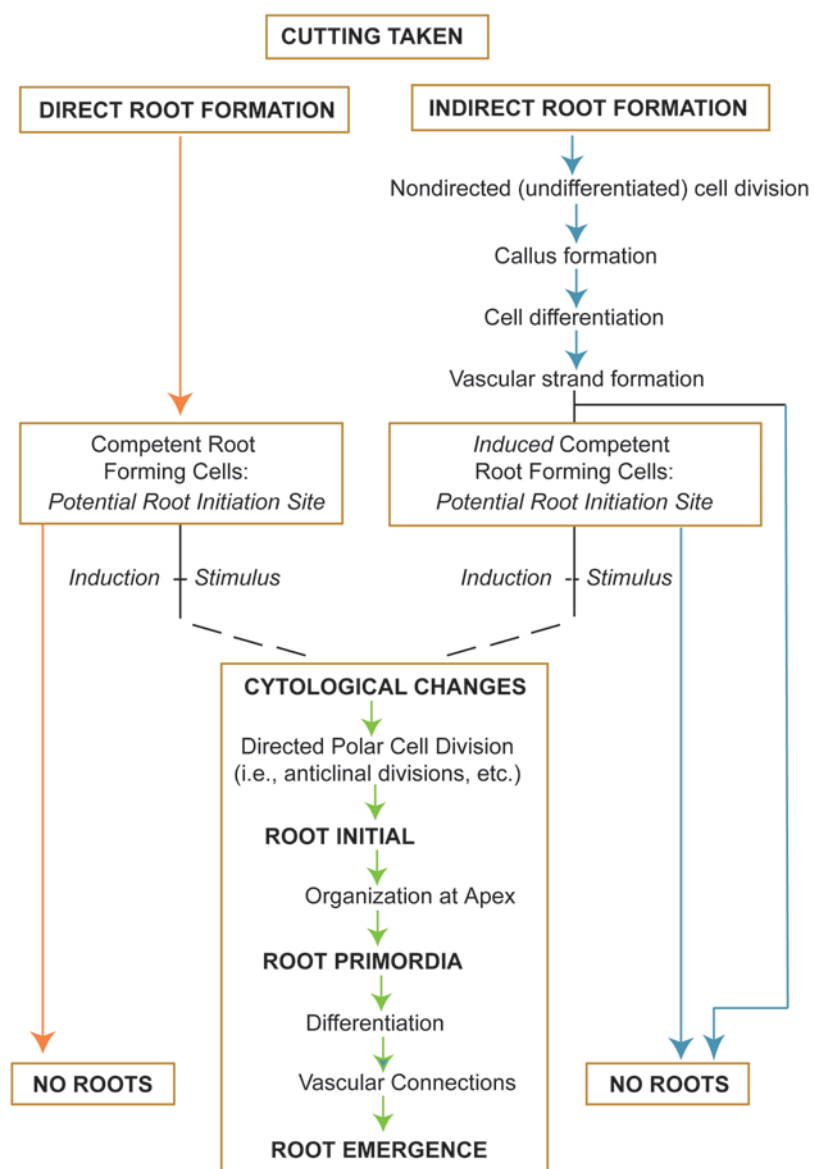 CUTTING TAKEN
DIRECT ROOT FORMATION
INDIRECT ROOT FORMATION
Nondirected (undifferentiated) cell division
Callus formation
Cell differentiation
Vascular strand formation
Competent Root
Forming Cells:
Potential Root Initiation Site
Induced Competent
Root Forming Cells:
Potential Root Initiation Site
Induction Stimulus
Induction Stimulus
CYTOLOGICAL CHANGES
Directed Polar Cell Division
(i.e., anticlinal divisions, etc.)
ROOT INITIAL
Organization at Apex
ROOT PRIMORDIA
Differentiation
Vascular Connections
ROOT EMERGENCE
NO ROOTS
NO ROOTS